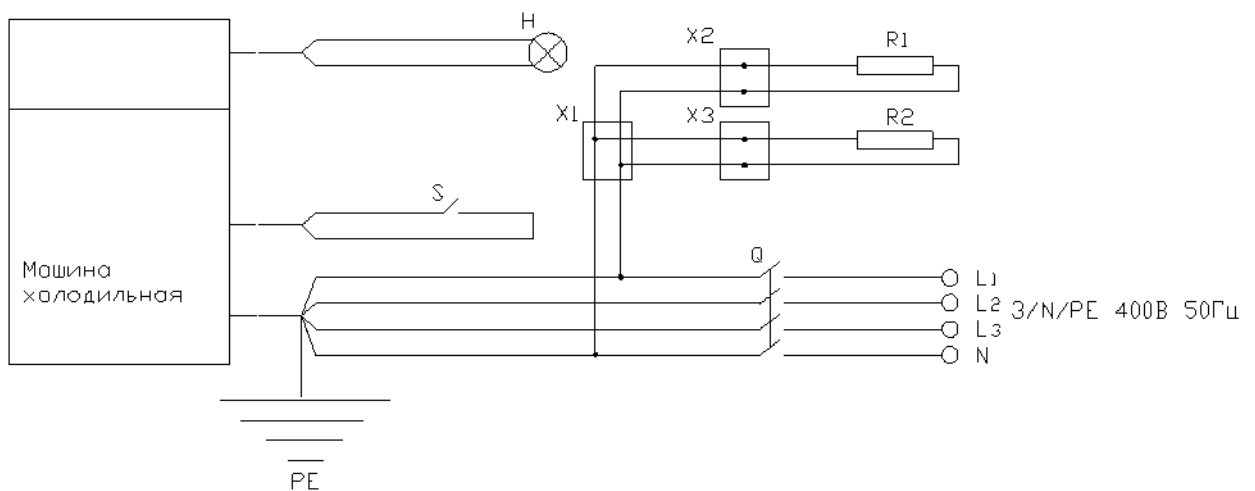 H
X2
R1
X1
X3
R2
S
Машина
холодильная
Q
L1
L2
L3
N
3/N/PE 400В 50Гц
PE